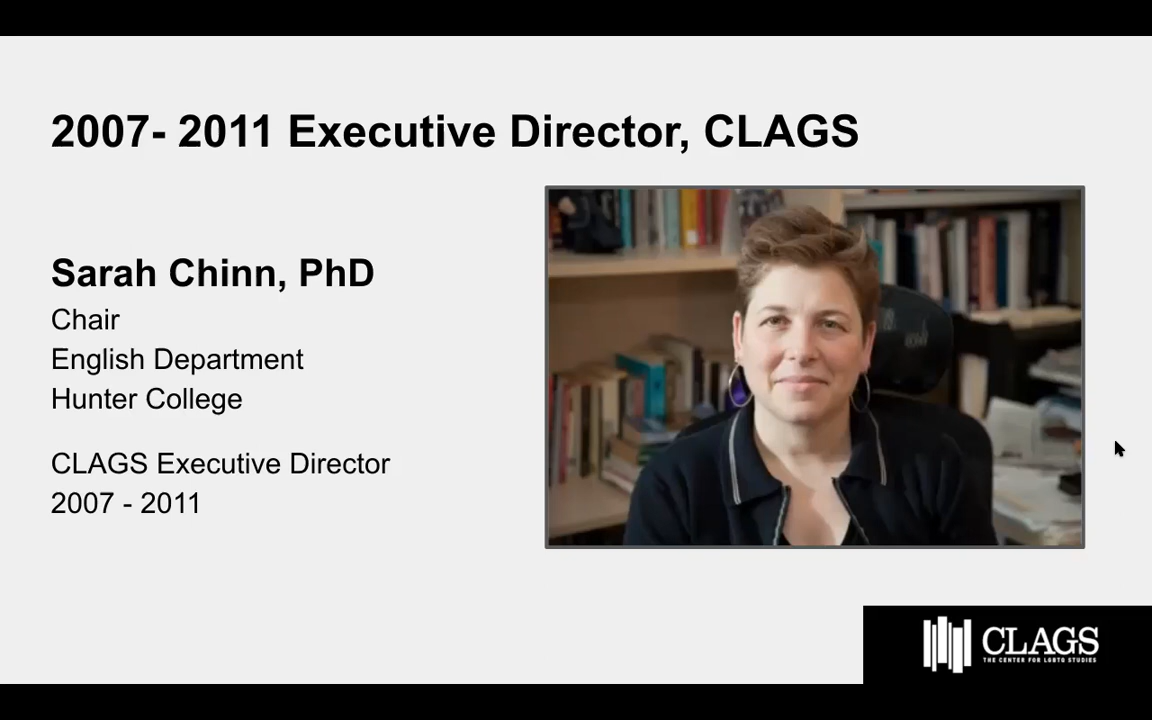 2007- 2011 Executive Director, CLAGS
Sarah Chinn, PhD
Chair
English Department
Hunter College
CLAGS Executive Director
2007 - 2011
CLAGS
THE CENTER FOR LGBTQ STUDIES